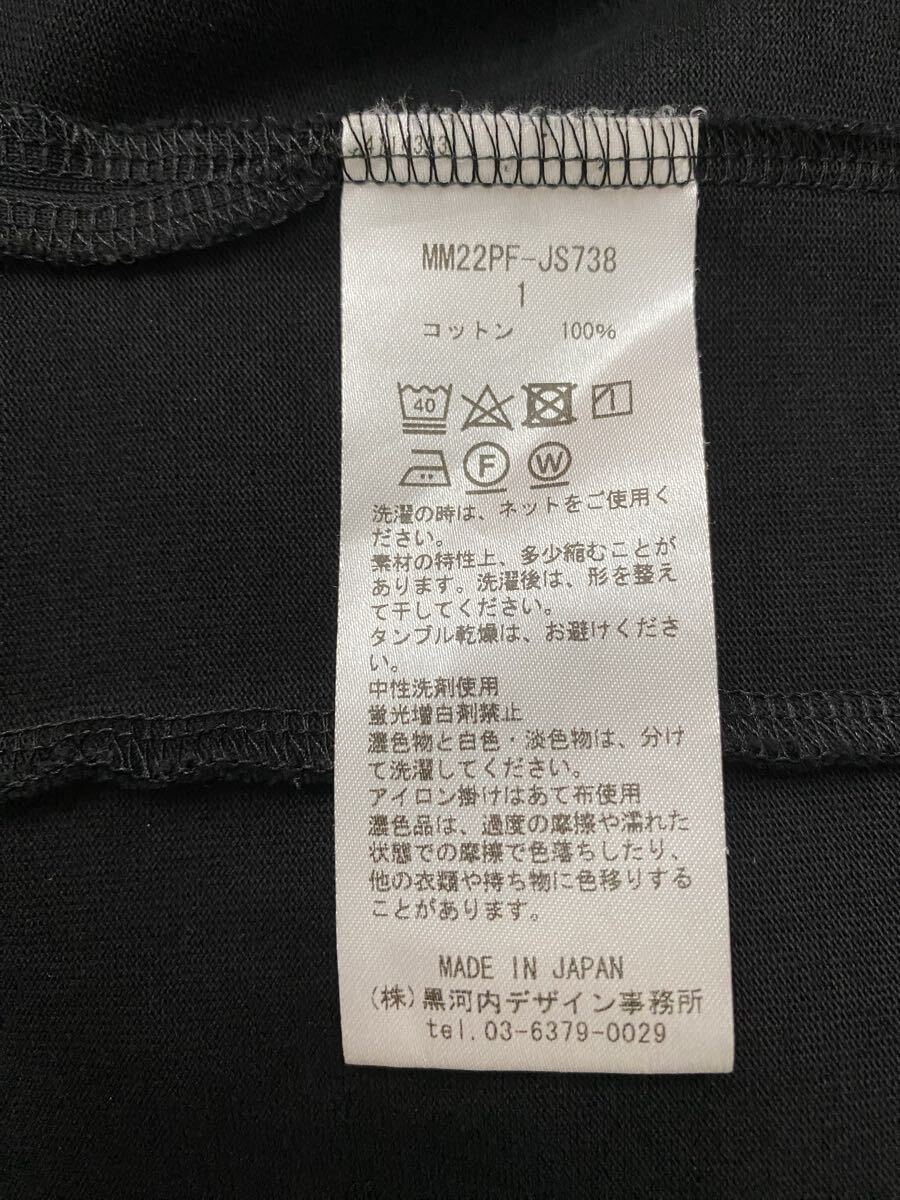 MM22PF-JS738
1
コットン 100%
40
F W
洗濯の時は、ネットをご使用く
ださい。
素材の特性上、多少縮むことが
あります。洗濯後は、形を整え
て干してください。
タンブル乾燥は、お避けくださ
い。
中性洗剤使用
蛍光増白剤禁止
濃色物と白色・淡色物は、分け
て洗濯してください。
アイロン掛けはあて布使用
濃色品は、過度の摩擦や濡れた
状態での摩擦で色落ちしたり、
他の衣類や持ち物に色移りする
ことがあります。
MADE IN JAPAN
(株)黒河内デザイン事務所
tel.03-6379-0029